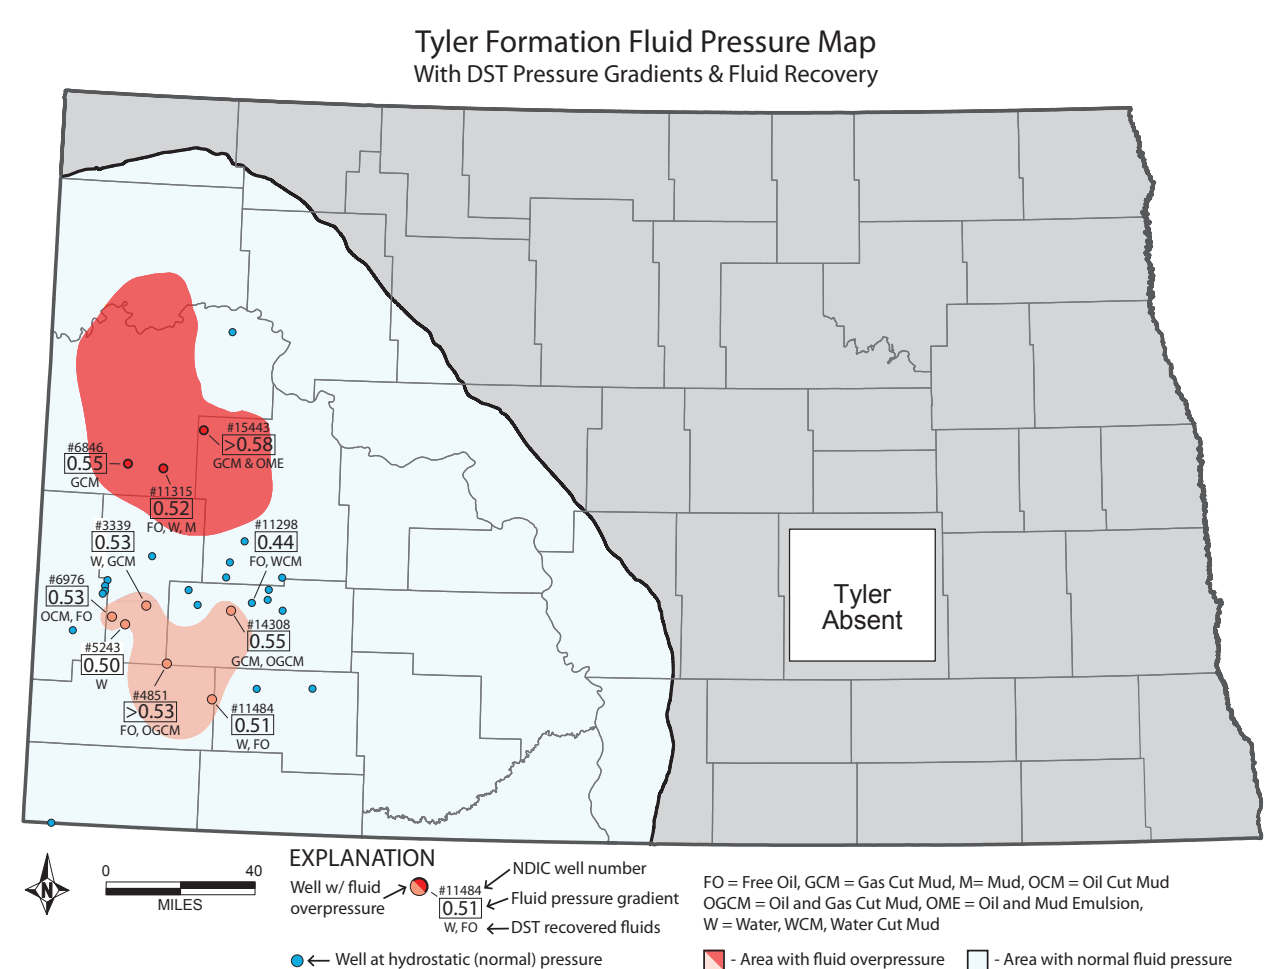 Tyler Formation Fluid Pressure Map
With DST Pressure Gradients & Fluid Recovery
#15443
>0.58
GCM & OME
#6846
0.55
GCM
#11315
0.52
FO, W, M
#3339
0.53
W, GCM
#11298
0.44
FO, WCM
#6976
0.53
OCM, FO
#5243
0.50
W
#14308
0.55
GCM, OGCM
#4851
>0.53
FO, OGCM
#11484
0.51
W, FO
Tyler
Absent
N
0 40
MILES
EXPLANATION
Well w/ fluid
overpressure
#11484
0.51
W, FO
NDIC well number
Fluid pressure gradient
DST recovered fluids
Well at hydrostatic (normal) pressure
FO = Free Oil, GCM = Gas Cut Mud, M= Mud, OCM = Oil Cut Mud
OGCM = Oil and Gas Cut Mud, OME = Oil and Mud Emulsion,
W = Water, WCM, Water Cut Mud
- Area with fluid overpressure
- Area with normal fluid pressure